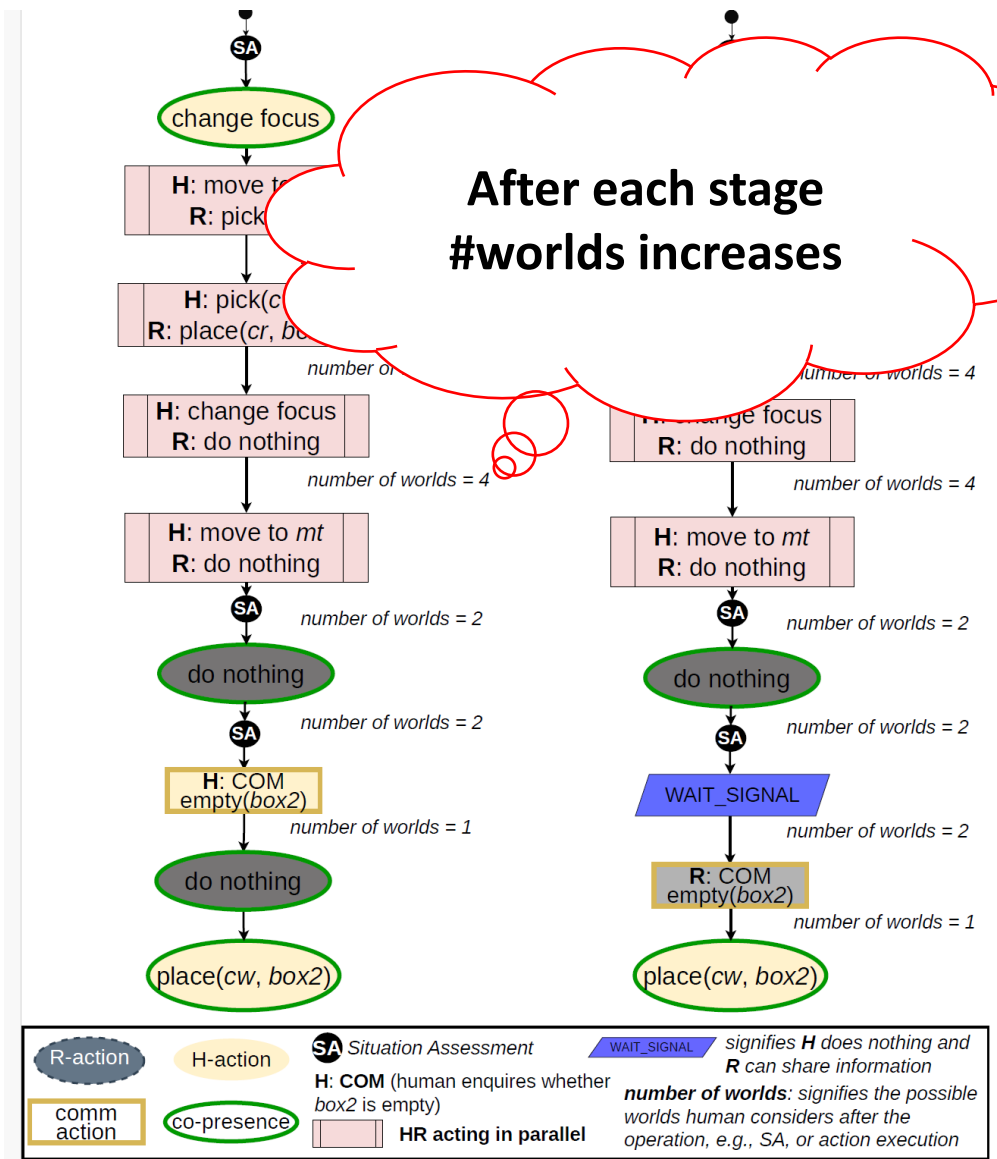 SA
change focus
After each stage
#worlds increases
H: move to
R: pick
H: pick(c
R: place(cr, bo
number of
number of worlds = 4
H: change focus
R: do nothing
change focus
R: do nothing
number of worlds = 4
number of worlds = 4
H: move to mt
R: do nothing
H: move to mt
R: do nothing
SA
number of worlds = 2
SA
number of worlds = 2
do nothing
do nothing
number of worlds = 2
number of worlds = 2
SA
SA
H: COM
empty(box2)
WAIT_SIGNAL
number of worlds = 1
number of worlds = 2
do nothing
R: COM
empty(box2)
number of worlds = 1
place(cw, box2)
place(cw, box2)
R-action
H-action
SA Situation Assessment
WAIT_SIGNAL
signifies H does nothing and
R can share information
comm
action
co-presence
H: COM (human enquires whether
box2 is empty)
HR acting in parallel
number of worlds: signifies the possible
worlds human considers after the
operation, e.g., SA, or action execution